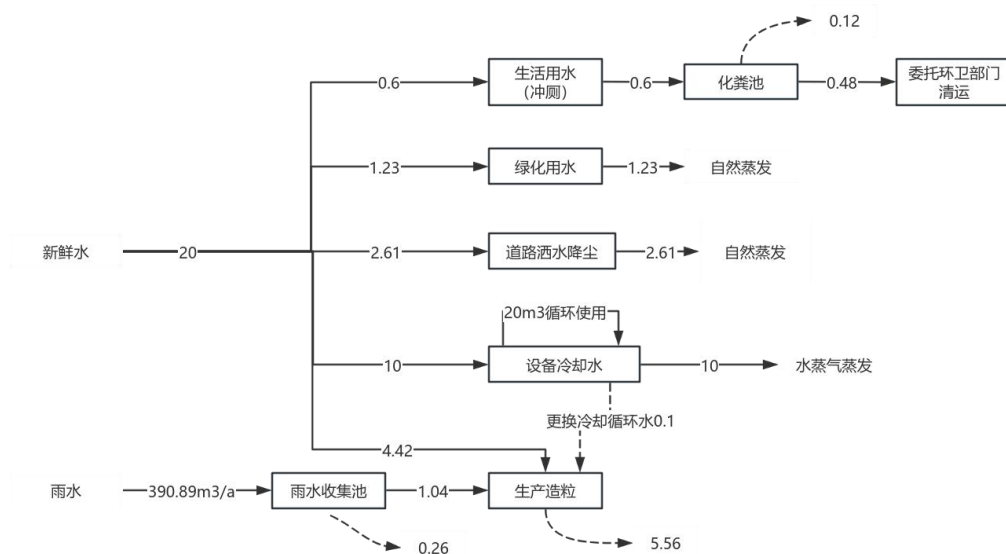 0.12
0.6
生活用水
(冲厕)
0.6
化粪池
0.48
委托环卫部门
清运
1.23
绿化用水
1.23
自然蒸发
新鲜水
20
2.61
道路洒水降尘
2.61
自然蒸发
20m3循环使用
10
设备冷却水
10
水蒸气蒸发
更换冷却循环水0.1
4.42
雨水
390.89m3/a
雨水收集池
1.04
生产造粒
0.26
5.56